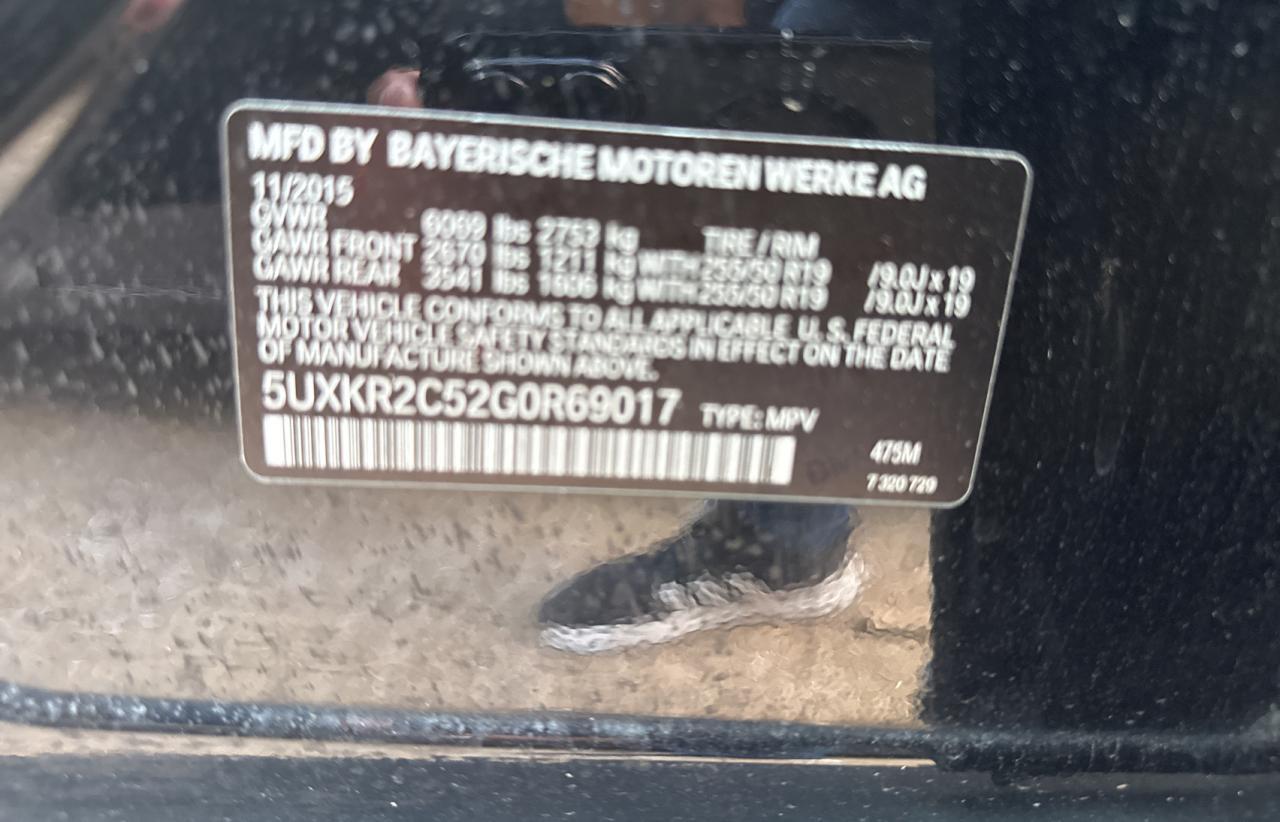 MFD BY BAYERISCHE MOTOREN WERKE AG
11/2015
GVWR 6069 lbs 2753 kg TIRE / RIM
GAWR FRONT 2670 lbs 1211 kg WITH 255/50 R19 /9.0J x 19
GAWR REAR 3541 lbs 1606 kg WITH 255/50 R19 /9.0J x 19
THIS VEHICLE CONFORMS TO ALL APPLICABLE U.S. FEDERAL
MOTOR VEHICLE SAFETY STANDARDS IN EFFECT ON THE DATE
OF MANUFACTURE SHOWN ABOVE.
5UXKR2C52G0R69017 TYPE: MPV
475M
7 320 729